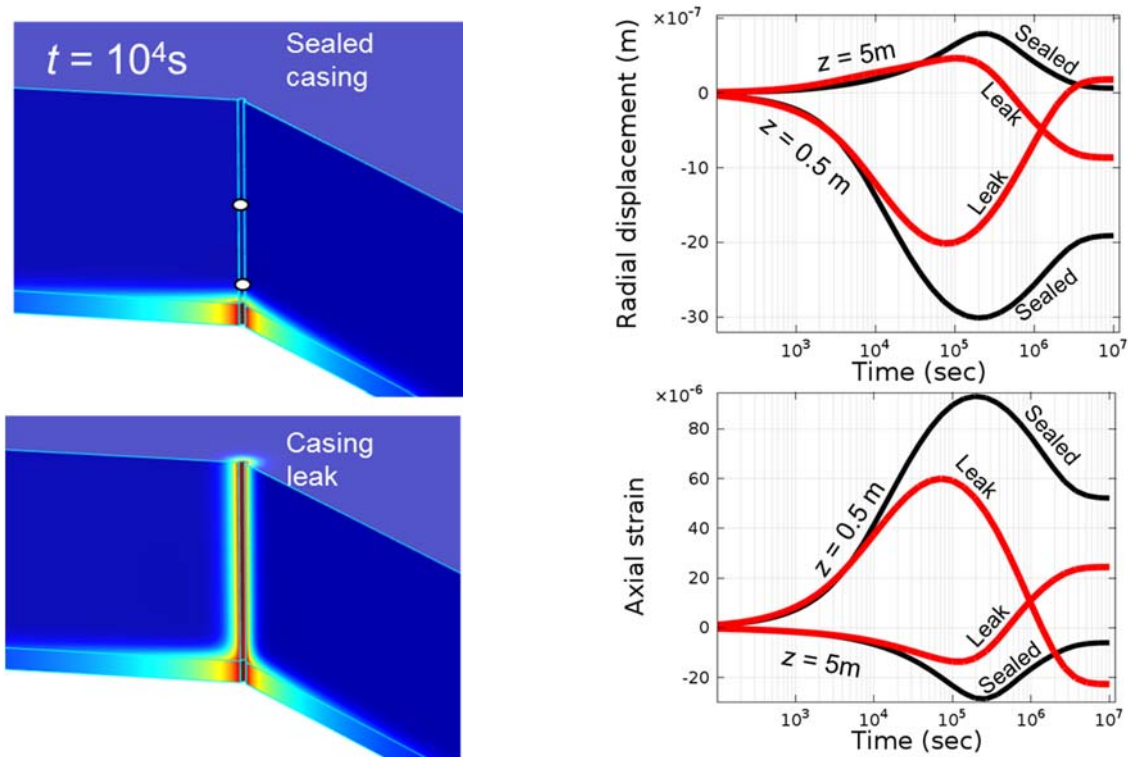 t = 10⁴s
Sealed
casing
Casing
leak
×10⁻⁷
Radial displacement (m)
0
-10
-20
-30
z = 5m
Sealed
Leak
z = 0.5 m
Leak
Sealed
10³
10⁴
10⁵
10⁶
10⁷
Time (sec)
×10⁻⁶
Axial strain
80
60
40
20
0
-20
Sealed
Leak
z = 0.5 m
Leak
z = 5m
Sealed
10³
10⁴
10⁵
10⁶
10⁷
Time (sec)